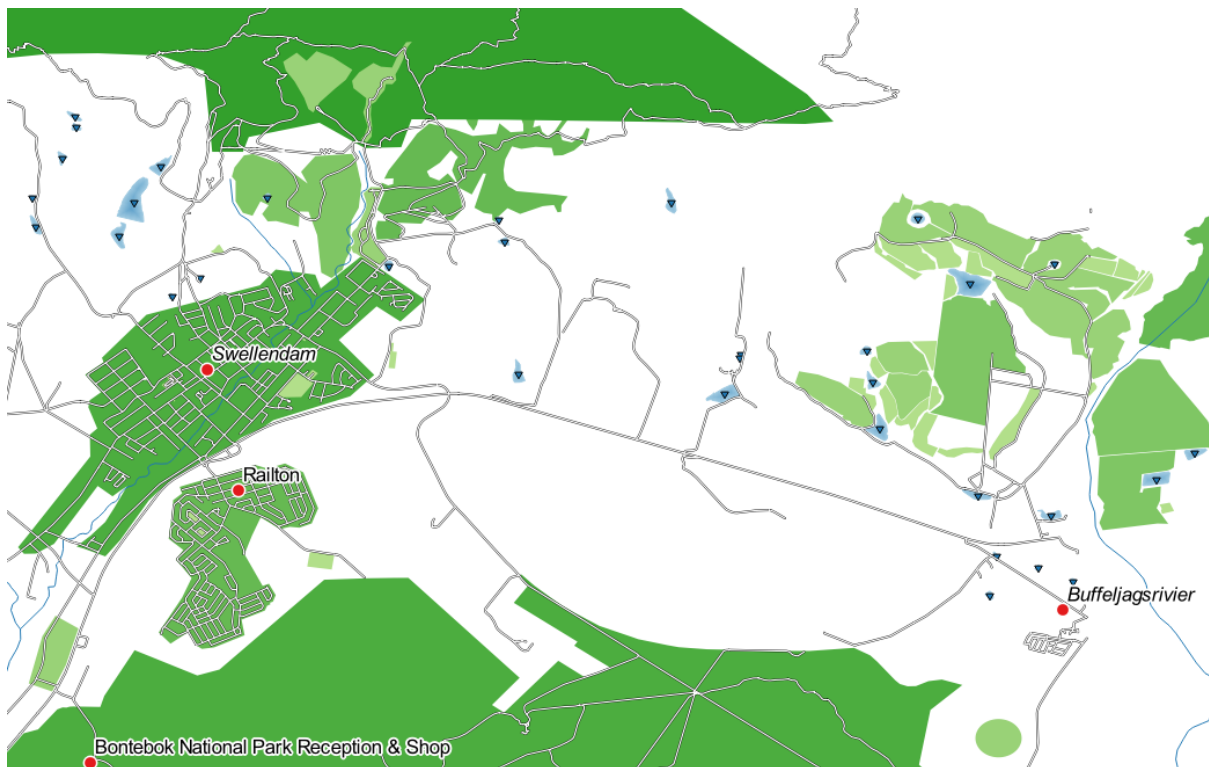 Swellendam
Railton
Buffeljagsrivier
Bontebok National Park Reception & Shop